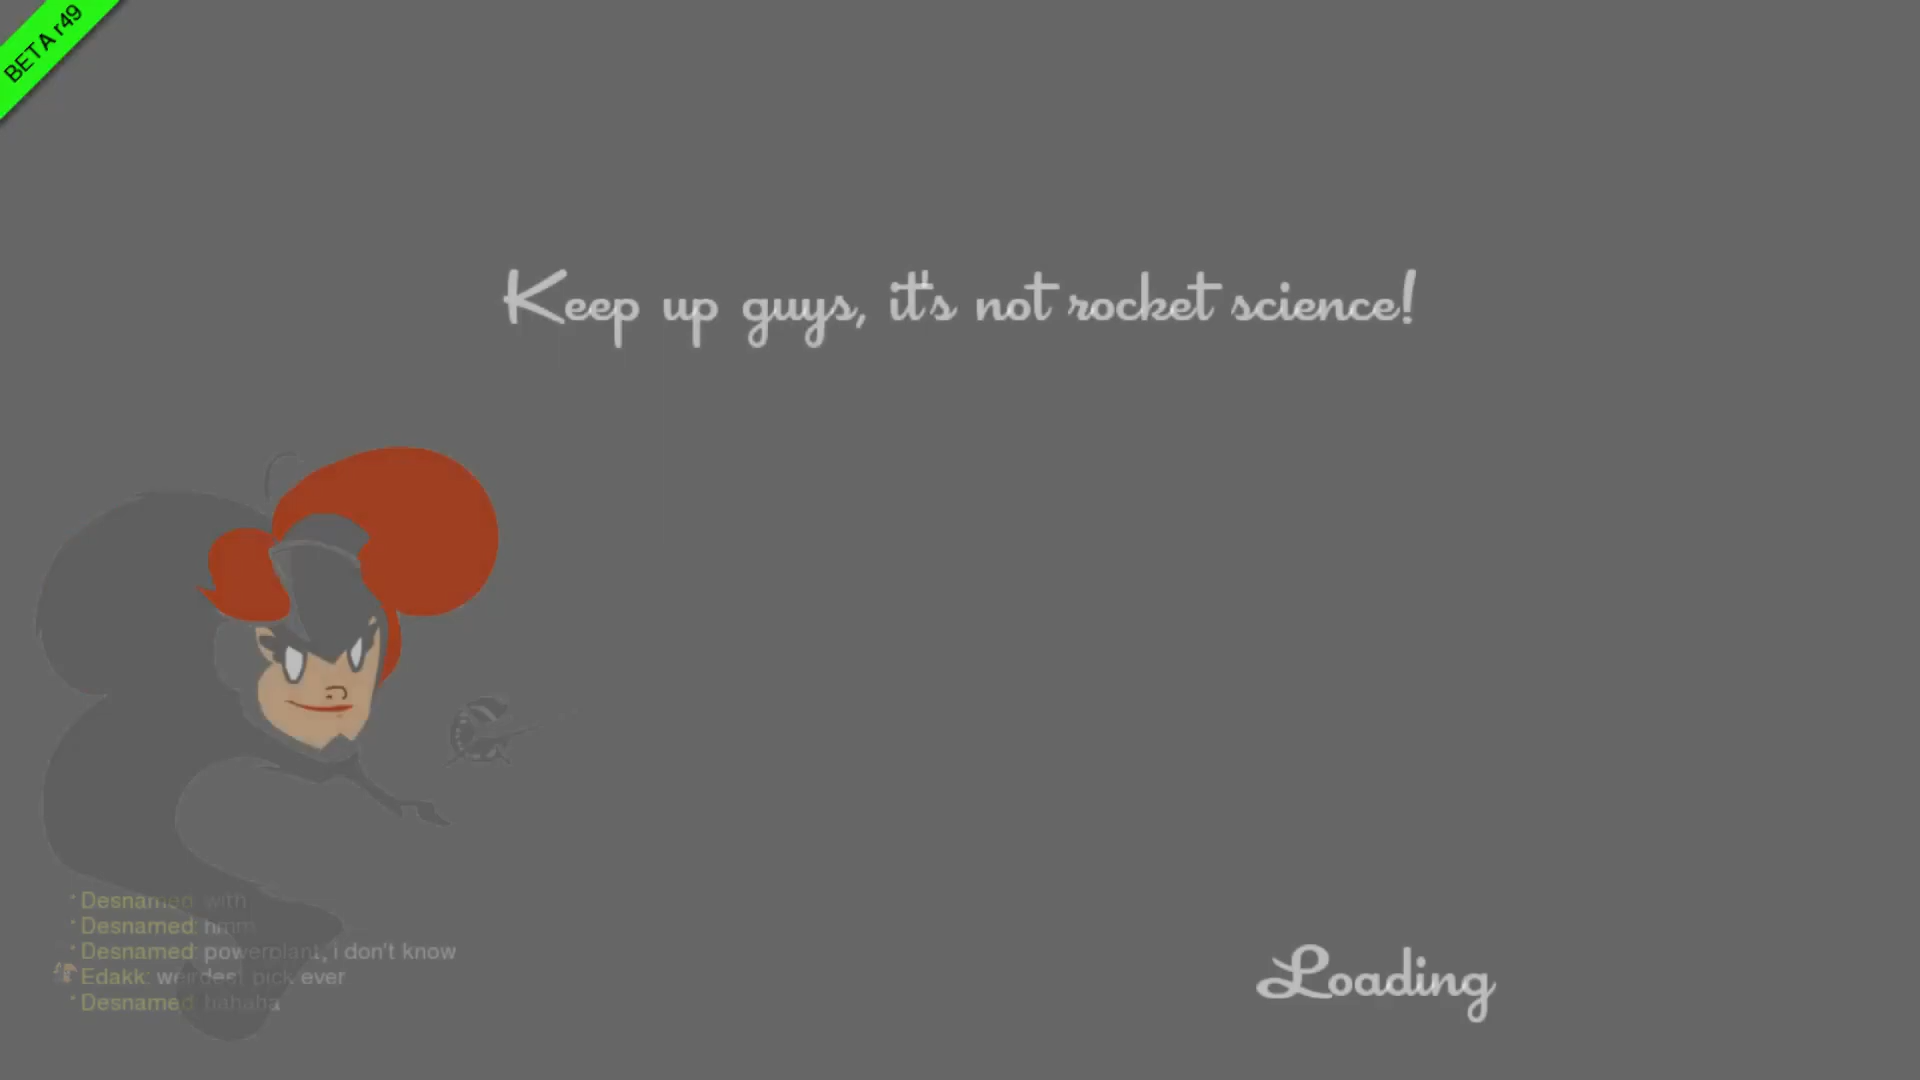 BETA r49
Keep up guys, it's not rocket science!
* Desnamed: with
* Desnamed: hmm
* Desnamed: powerplant, i don't know
Edakk: weirdest pick ever
* Desnamed: hahaha
Loading